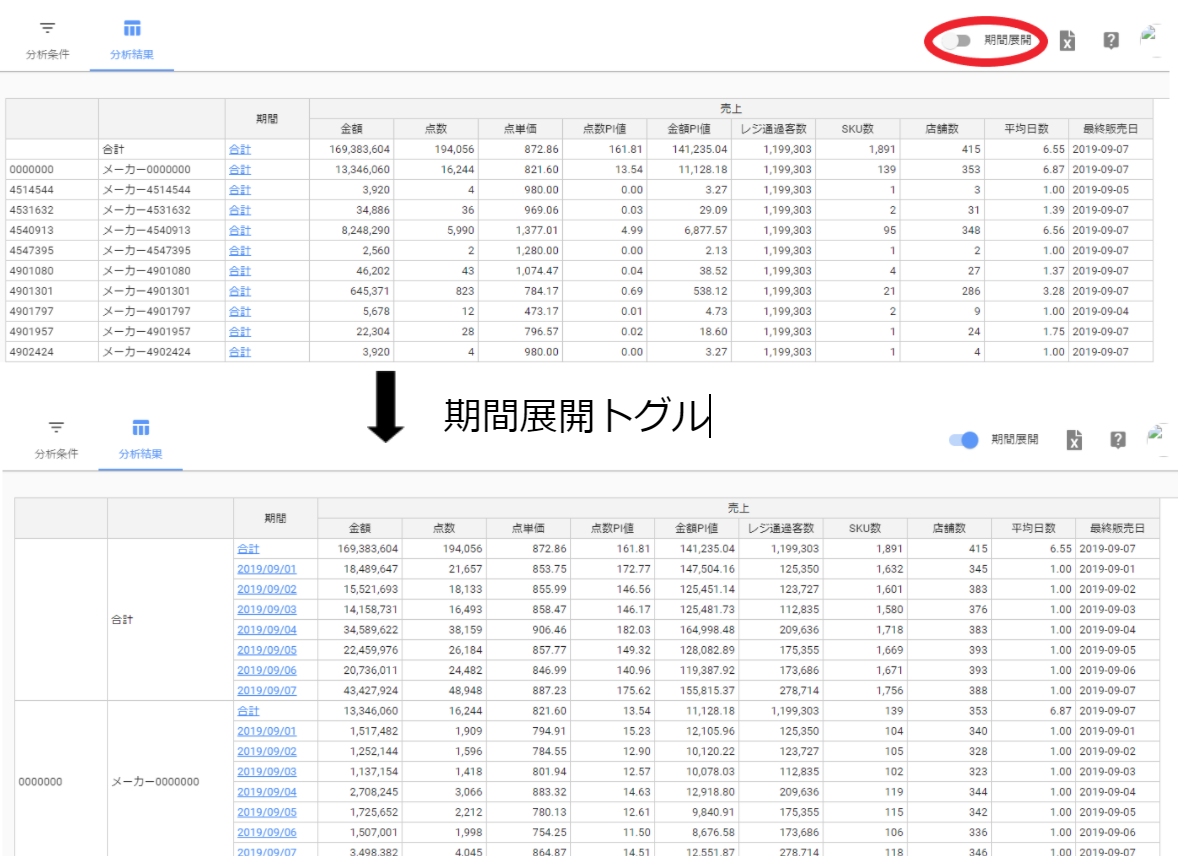 分析条件 分析結果 期間展開
期間 売上
金額 点数 点単価 点数PI値 金額PI値 レジ通過客数 SKU数 店舗数 平均日数 最終販売日
合計 合計 169,383,604 194,056 872.86 161.81 141,235.04 1,199,303 1,891 415 6.55 2019-09-07
0000000 メーカー0000000 合計 13,346,060 16,244 821.60 13.54 11,128.18 1,199,303 139 353 6.87 2019-09-07
4514544 メーカー4514544 合計 3,920 4 980.00 0.00 3.27 1,199,303 1 3 1.00 2019-09-05
4531632 メーカー4531632 合計 34,886 36 969.06 0.03 29.09 1,199,303 2 31 1.39 2019-09-07
4540913 メーカー4540913 合計 8,248,290 5,990 1,377.01 4.99 6,877.57 1,199,303 95 348 6.56 2019-09-07
4547395 メーカー4547395 合計 2,560 2 1,280.00 0.00 2.13 1,199,303 1 2 1.00 2019-09-07
4901080 メーカー4901080 合計 46,202 43 1,074.47 0.04 38.52 1,199,303 4 27 1.37 2019-09-07
4901301 メーカー4901301 合計 645,371 823 784.17 0.69 538.12 1,199,303 21 286 3.28 2019-09-07
4901797 メーカー4901797 合計 5,678 12 473.17 0.01 4.73 1,199,303 2 9 1.00 2019-09-04
4901957 メーカー4901957 合計 22,304 28 796.57 0.02 18.60 1,199,303 1 24 1.75 2019-09-07
4902424 メーカー4902424 合計 3,920 4 980.00 0.00 3.27 1,199,303 1 4 1.00 2019-09-07
期間展開トグル
分析条件 分析結果 期間展開
期間 売上
金額 点数 点単価 点数PI値 金額PI値 レジ通過客数 SKU数 店舗数 平均日数 最終販売日
合計 合計 169,383,604 194,056 872.86 161.81 141,235.04 1,199,303 1,891 415 6.55 2019-09-07
2019/09/01 18,489,647 21,657 853.75 172.77 147,504.16 125,350 1,632 345 1.00 2019-09-01
2019/09/02 15,521,693 18,133 855.99 146.56 125,451.14 123,727 1,601 383 1.00 2019-09-02
2019/09/03 14,158,731 16,493 858.47 146.17 125,481.73 112,835 1,580 376 1.00 2019-09-03
2019/09/04 34,589,622 38,159 906.46 182.03 164,998.48 209,636 1,718 383 1.00 2019-09-04
2019/09/05 22,459,976 26,184 857.77 149.32 128,082.89 175,355 1,669 393 1.00 2019-09-05
2019/09/06 20,736,011 24,482 846.99 140.96 119,387.92 173,686 1,671 393 1.00 2019-09-06
2019/09/07 43,427,924 48,948 887.23 175.62 155,815.37 278,714 1,756 388 1.00 2019-09-07
0000000 メーカー0000000 合計 13,346,060 16,244 821.60 13.54 11,128.18 1,199,303 139 353 6.87 2019-09-07
2019/09/01 1,517,482 1,909 794.91 15.23 12,105.96 125,350 104 340 1.00 2019-09-01
2019/09/02 1,252,144 1,596 784.55 12.90 10,120.22 123,727 105 328 1.00 2019-09-02
2019/09/03 1,137,154 1,418 801.94 12.57 10,078.03 112,835 102 323 1.00 2019-09-03
2019/09/04 2,708,245 3,066 883.32 14.63 12,918.80 209,636 119 344 1.00 2019-09-04
2019/09/05 1,725,652 2,212 780.13 12.61 9,840.91 175,355 115 342 1.00 2019-09-05
2019/09/06 1,507,001 1,998 754.25 11.50 8,676.58 173,686 106 336 1.00 2019-09-06
2019/09/07 3,498,382 4,045 864.87 14.51 12,551.87 278,714 118 346 1.00 2019-09-07